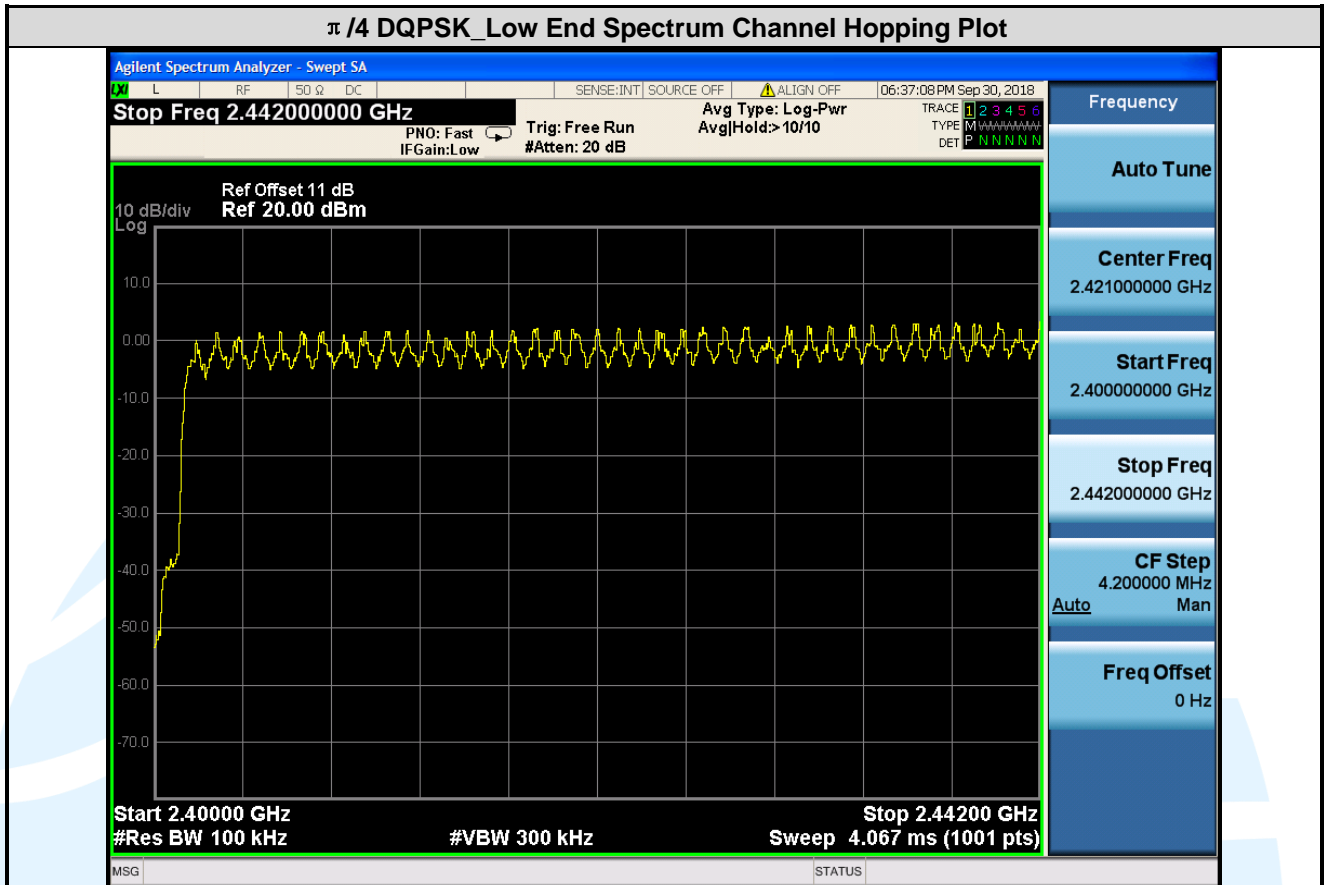 π/4 DQPSK_Low End Spectrum Channel Hopping Plot
Agilent Spectrum Analyzer - Swept SA
LXI L RF 50 Ω DC SENSE:INT SOURCE OFF ALIGN OFF 06:37:08 PM Sep 30, 2018
Stop Freq 2.442000000 GHz
PNO: Fast
IFGain:Low
Trig: Free Run
#Atten: 20 dB
Avg Type: Log-Pwr
Avg|Hold:>10/10
TRACE 1 2 3 4 5 6
TYPE M
DET P N N N N N
Ref Offset 11 dB
10 dB/div Ref 20.00 dBm
Log
10.0
0.00
-10.0
-20.0
-30.0
-40.0
-50.0
-60.0
-70.0
Start 2.40000 GHz Stop 2.44200 GHz
#Res BW 100 kHz #VBW 300 kHz Sweep 4.067 ms (1001 pts)
MSG STATUS
Frequency
Auto Tune
Center Freq
2.421000000 GHz
Start Freq
2.400000000 GHz
Stop Freq
2.442000000 GHz
CF Step
4.200000 MHz
Auto Man
Freq Offset
0 Hz